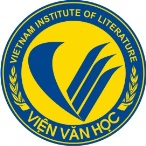 VIETNAM INSTITUTE OF LITERATURE
VIỆN VĂN HỌC